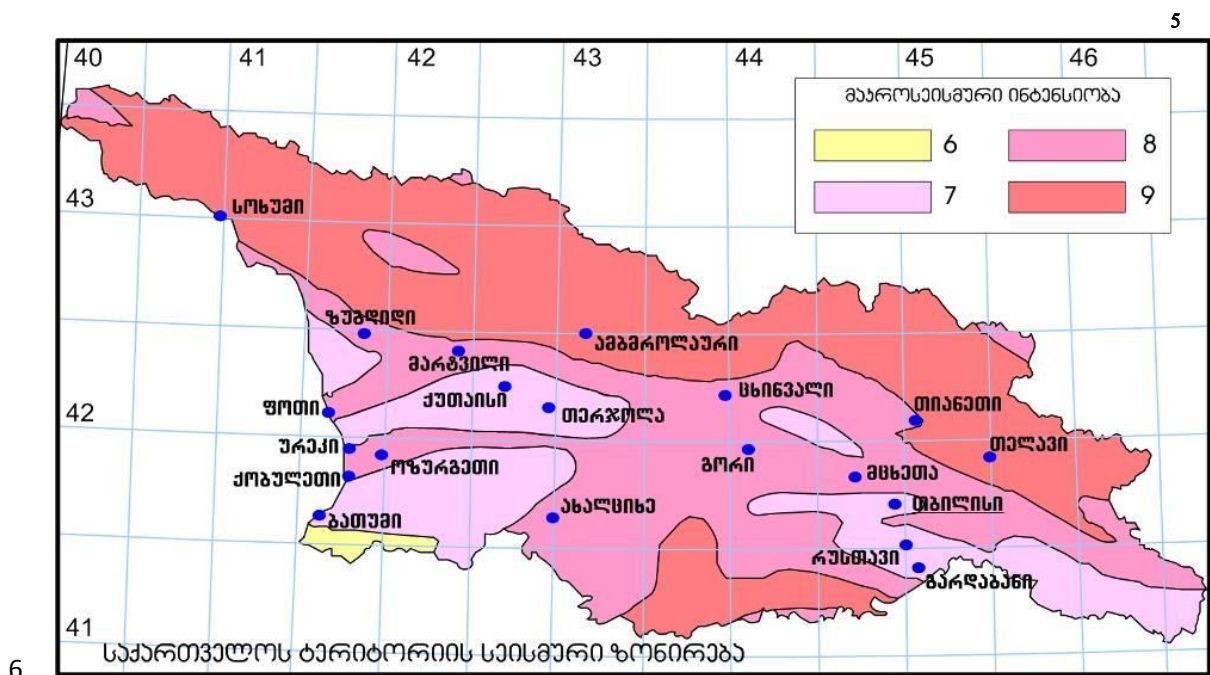 5
40 41 42 43 44 45 46
მაკროსეისმური ინტენსიობა
6 8
7 9
43
სოხუმი
ზუგდიდი
ამბმროლაური
მარტვილი
ქუთაისი
ცხინვალი
ფოთი
თერჯოლა
თიანეთი
42
ურეკი
თელავი
ოზურგეთი
გორი
მცხეთა
ქობულეთი
ახალციხე
თბილისი
ბათუმი
რუსთავი
გარდაბანი
41
საქართველოს ტერიტორიის სეისმური ზონირება
6